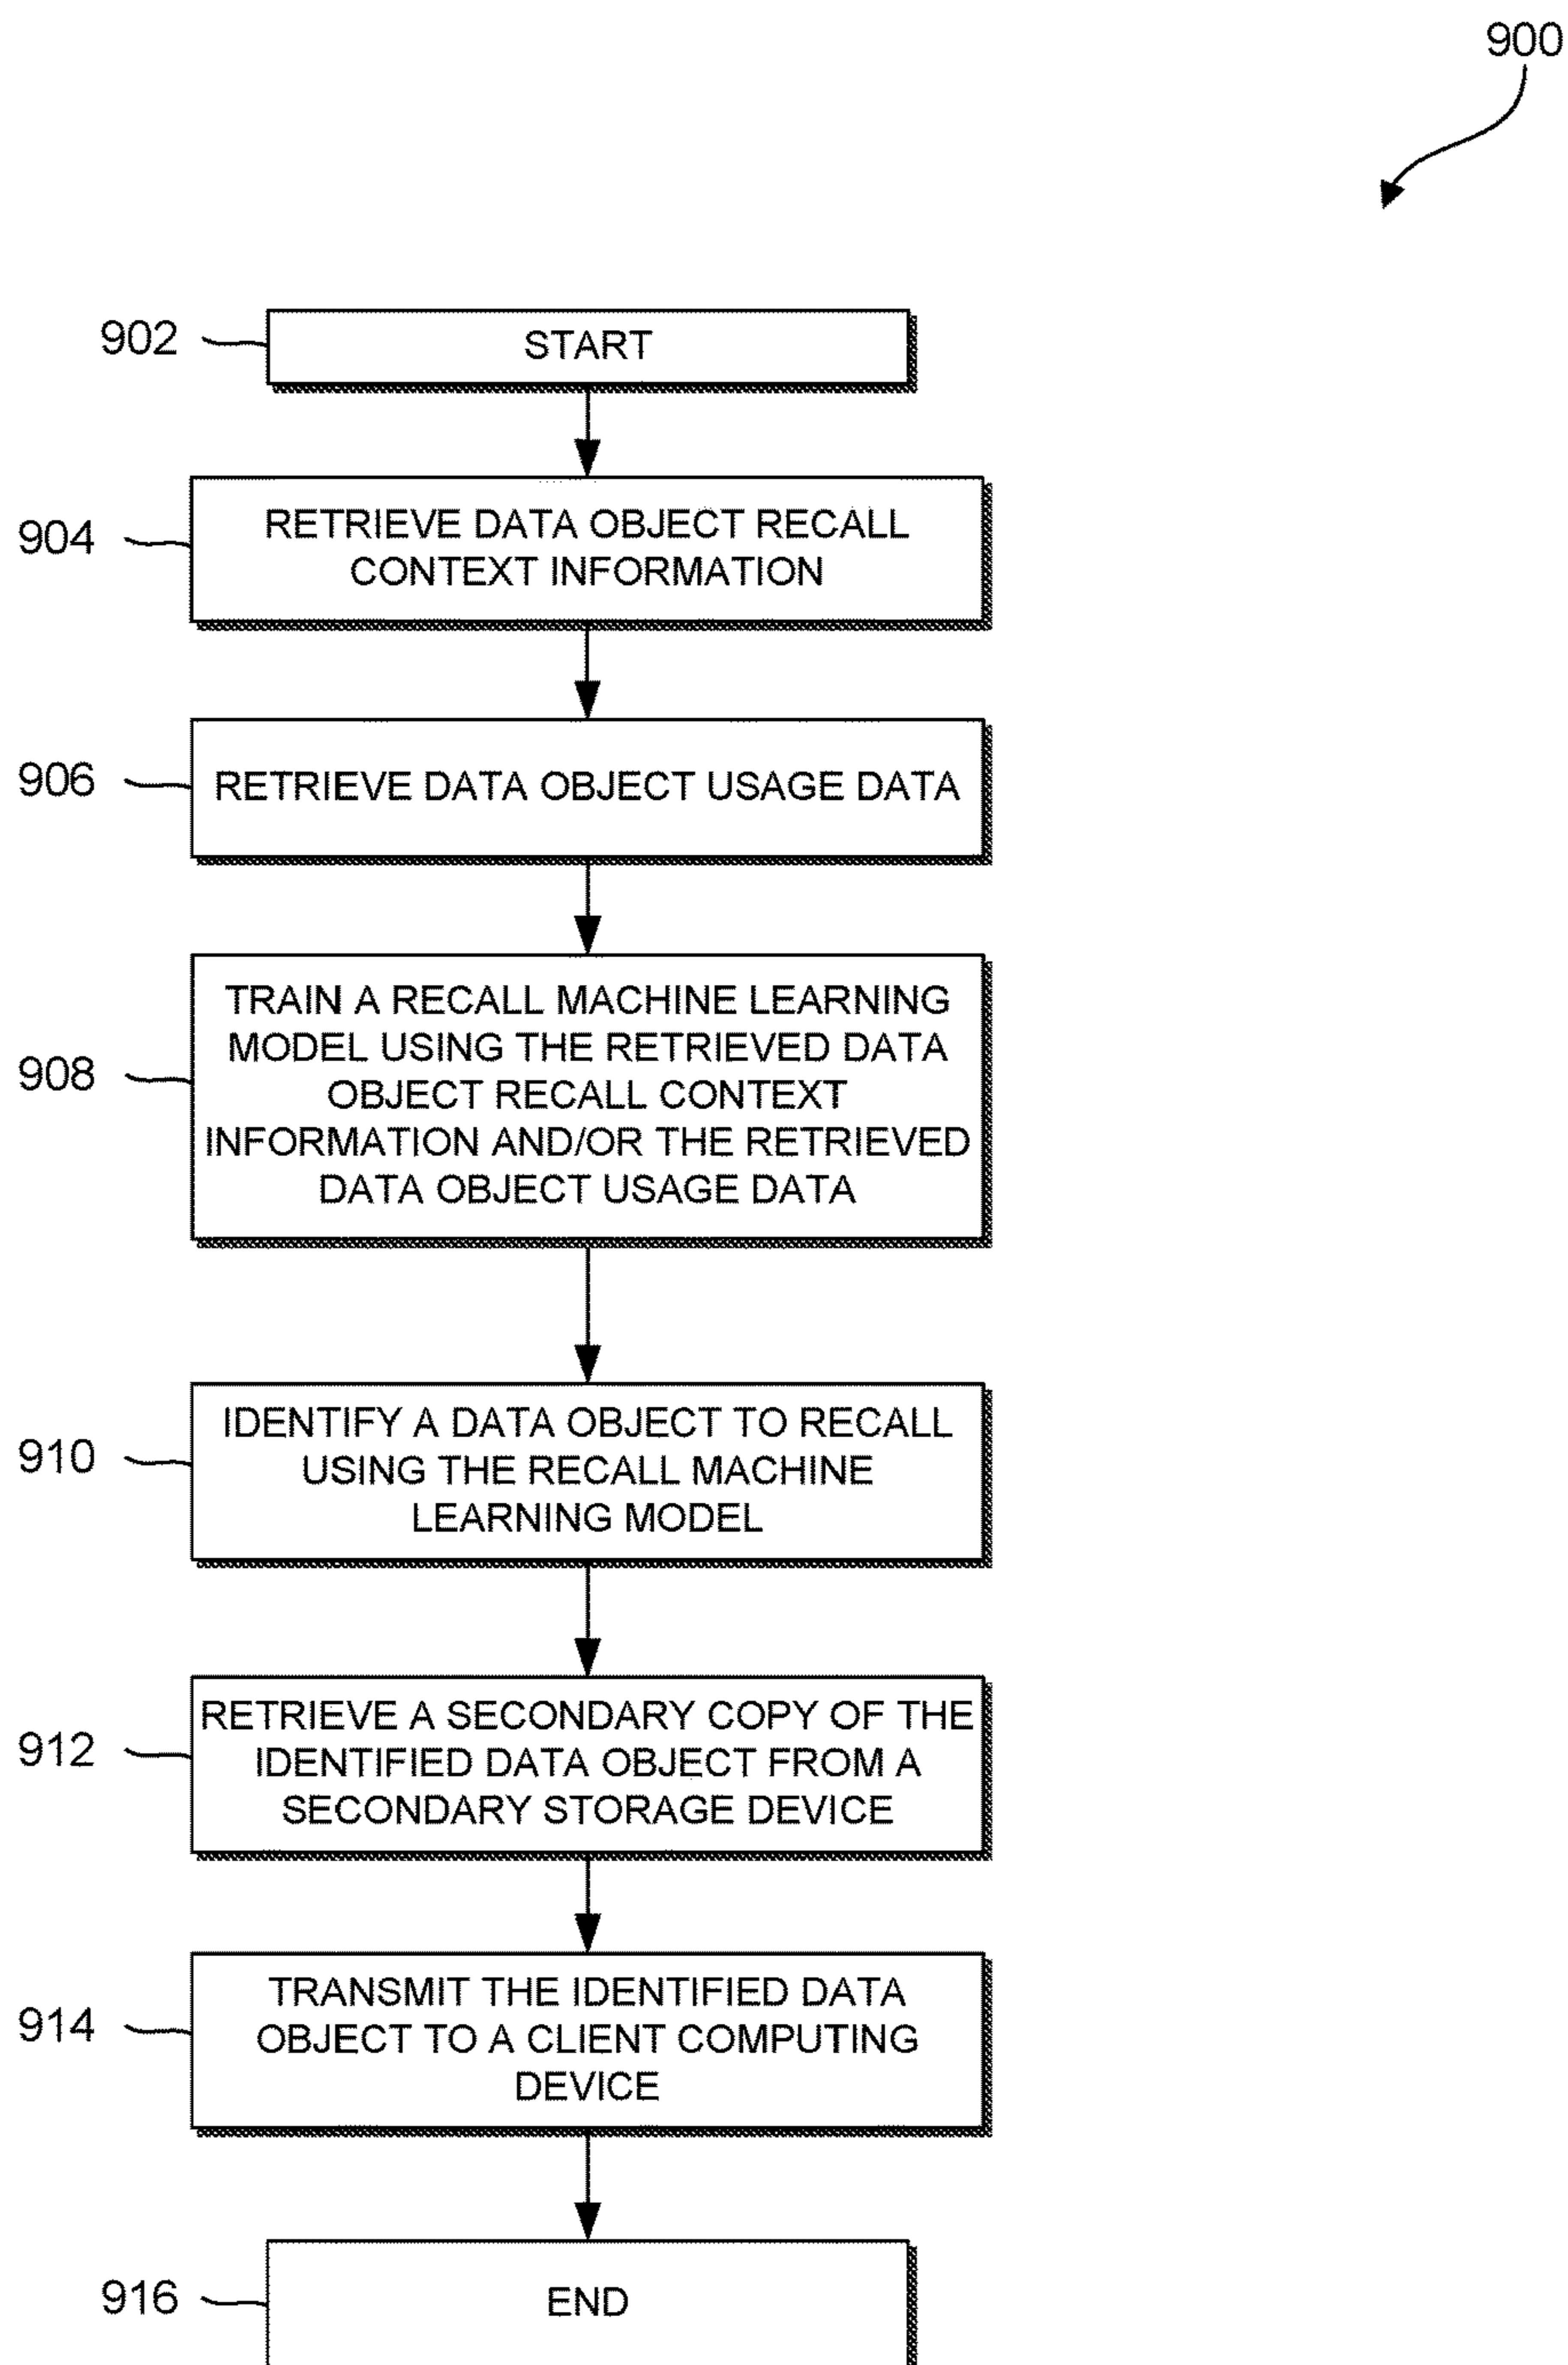 900
902
START
904
RETRIEVE DATA OBJECT RECALL
CONTEXT INFORMATION
906
RETRIEVE DATA OBJECT USAGE DATA
908
TRAIN A RECALL MACHINE LEARNING
MODEL USING THE RETRIEVED DATA
OBJECT RECALL CONTEXT
INFORMATION AND/OR THE RETRIEVED
DATA OBJECT USAGE DATA
910
IDENTIFY A DATA OBJECT TO RECALL
USING THE RECALL MACHINE
LEARNING MODEL
912
RETRIEVE A SECONDARY COPY OF THE
IDENTIFIED DATA OBJECT FROM A
SECONDARY STORAGE DEVICE
914
TRANSMIT THE IDENTIFIED DATA
OBJECT TO A CLIENT COMPUTING
DEVICE
916
END